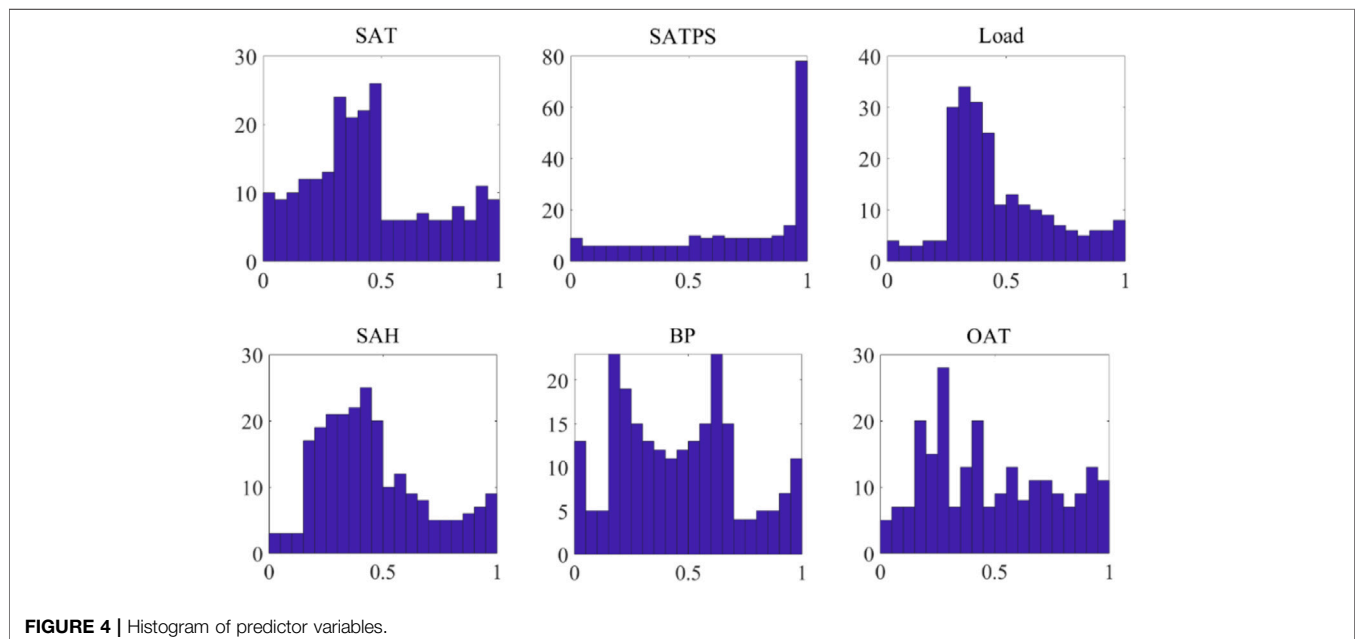 SAT SATPS Load
30 80 40
60 30
20
40 20
10
20 10
0 0 0
0 0.5 1 0 0.5 1 0 0.5 1
SAH BP OAT
30 30
20
20 15 20
10
10 10
5
0 0 0
0 0.5 1 0 0.5 1 0 0.5 1
FIGURE 4 | Histogram of predictor variables.